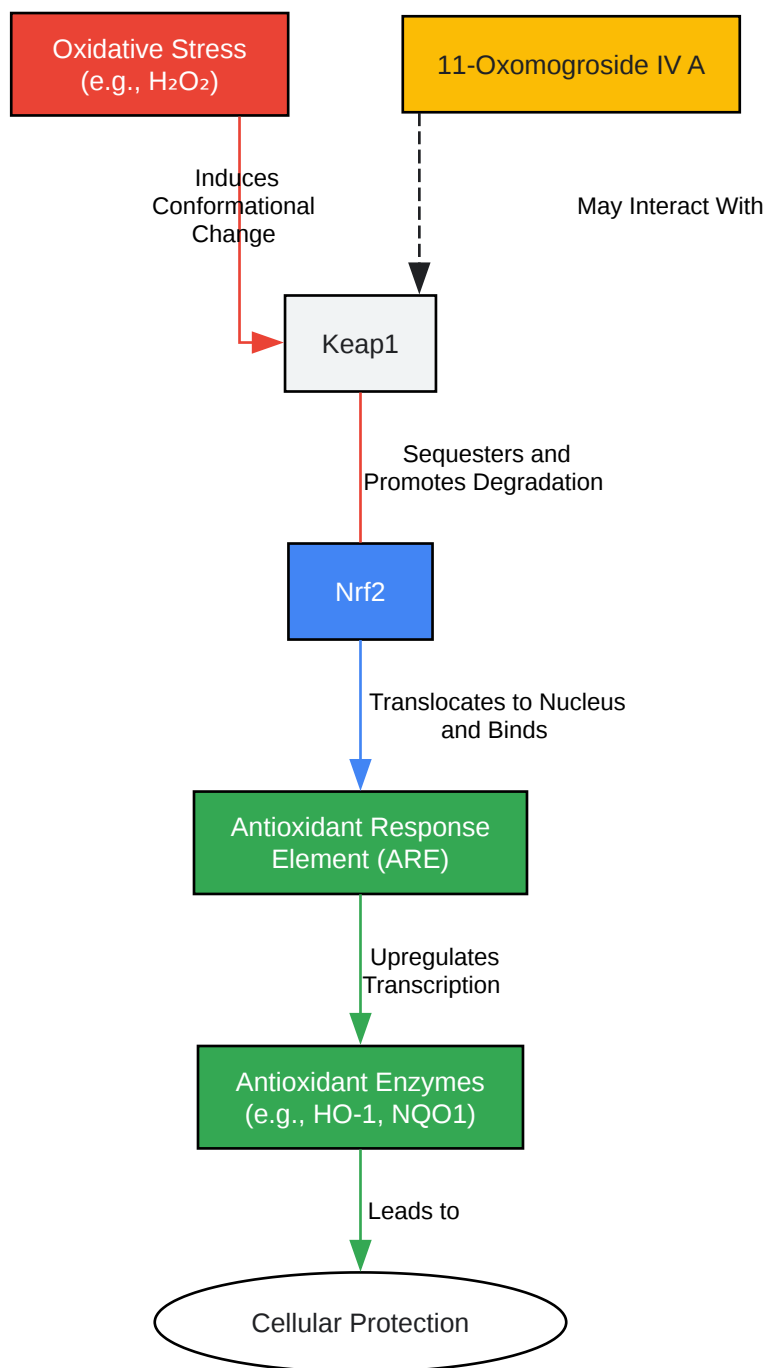 Oxidative Stress
(e.g., H₂O₂)
11-Oxomogroside IV A
Induces
Conformational
Change
May Interact With
Keap1
Sequesters and
Promotes Degradation
Nrf2
Translocates to Nucleus
and Binds
Antioxidant Response
Element (ARE)
Upregulates
Transcription
Antioxidant Enzymes
(e.g., HO-1, NQO1)
Leads to
Cellular Protection